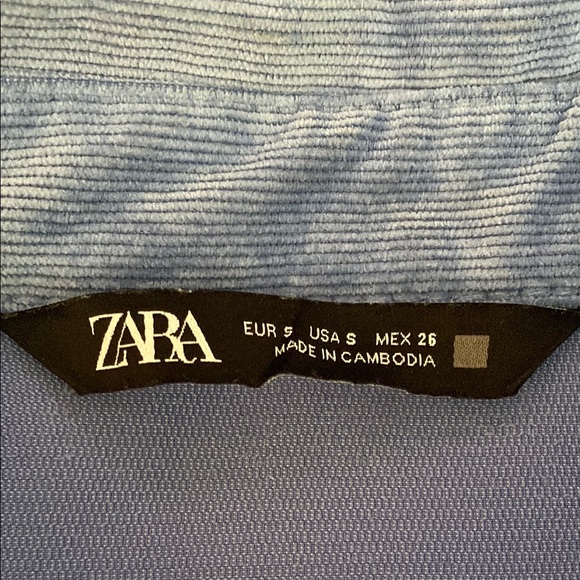 ZARA
EUR S USA S MEX 26
MADE IN CAMBODIA